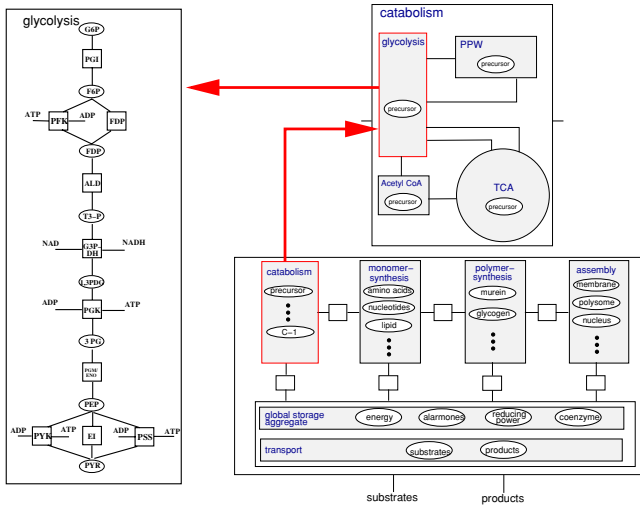 glycolysis
G6P
PGI
F6P
ATP
ADP
PFK
FDP
FDP
ALD
T3-P
NAD
G3P-
DH
NADH
1,3PDG
ADP
PGK
ATP
3 PG
PGM/
ENO
PEP
ADP
PYK
ATP
EI
ADP
PSS
ATP
PYR
catabolism
glycolysis
PPW
precursor
precursor
Acetyl CoA
precursor
TCA
precursor
catabolism
precursor
C-1
monomer-
synthesis
amino acids
nucleotides
lipid
polymer-
synthesis
murein
glycogen
assembly
membrane
polysome
nucleus
global storage
aggregate
energy
alarmones
reducing
power
coenzyme
transport
substrates
products
substrates
products